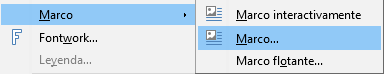 Marco
Fontwork...
Leyenda...
Marco interactivamente
Marco...
Marco flotante...